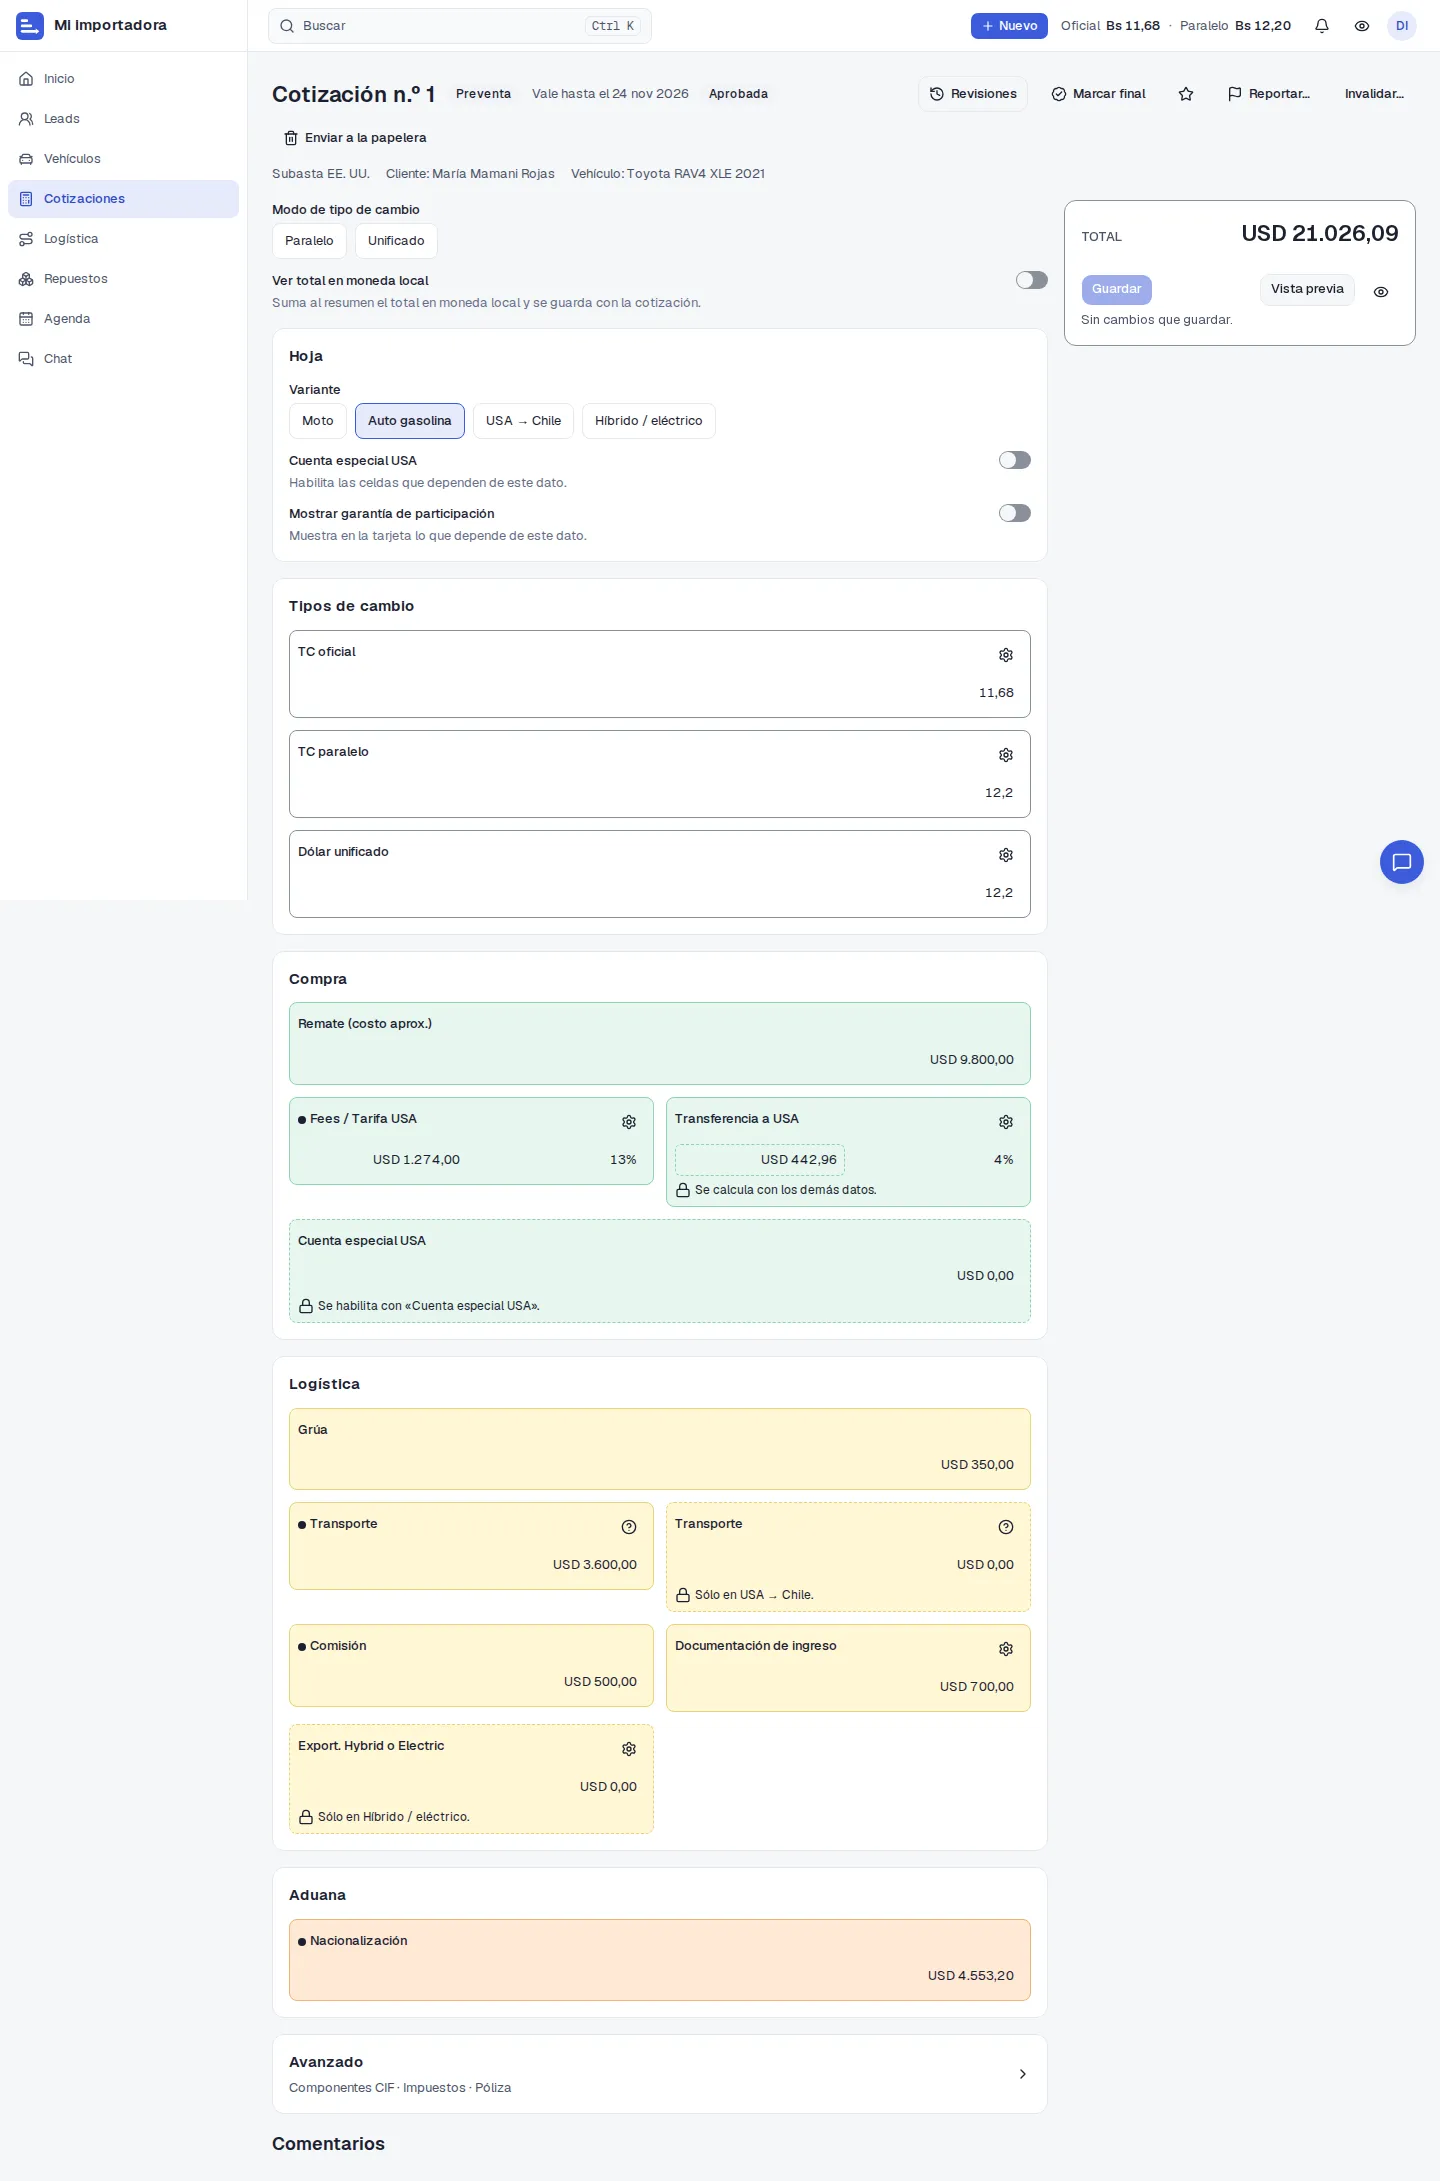 Mi importadora
Buscar
Ctrl K
Nuevo
Oficial Bs 11,68 · Paralelo Bs 12,20
DI
Inicio
Leads
Vehículos
Cotizaciones
Logística
Repuestos
Agenda
Chat
Cotización n.º 1
Preventa
Vale hasta el 24 nov 2026
Aprobada
Revisiones
Marcar final
Reportar...
Invalidar...
Enviar a la papelera
Subasta EE. UU.
Cliente: María Mamani Rojas
Vehículo: Toyota RAV4 XLE 2021
Modo de tipo de cambio
Paralelo
Unificado
Ver total en moneda local
Suma al resumen el total en moneda local y se guarda con la cotización.
TOTAL
USD 21.026,09
Guardar
Vista previa
Sin cambios que guardar.
Hoja
Variante
Moto
Auto gasolina
USA → Chile
Híbrido / eléctrico
Cuenta especial USA
Habilita las celdas que dependen de este dato.
Mostrar garantía de participación
Muestra en la tarjeta lo que depende de este dato.
Tipos de cambio
TC oficial
11,68
TC paralelo
12,2
Dólar unificado
12,2
Compra
Remate (costo aprox.)
USD 9.800,00
Fees / Tarifa USA
USD 1.274,00
13%
Transferencia a USA
USD 442,96
4%
Se calcula con los demás datos.
Cuenta especial USA
USD 0,00
Se habilita con «Cuenta especial USA».
Logística
Grúa
USD 350,00
Transporte
USD 3.600,00
Transporte
USD 0,00
Sólo en USA → Chile.
Comisión
USD 500,00
Documentación de ingreso
USD 700,00
Export. Hybrid o Electric
USD 0,00
Sólo en Híbrido / eléctrico.
Aduana
Nacionalización
USD 4.553,20
Avanzado
Componentes CIF · Impuestos · Póliza
Comentarios